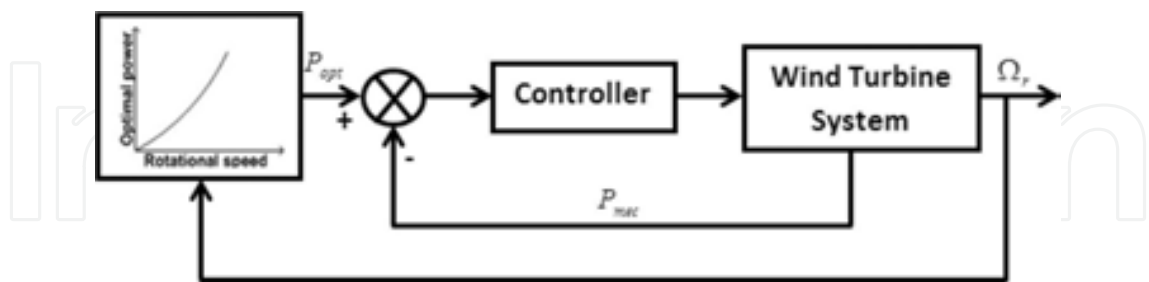 Optimal power
Rotational speed
P_opt
+
-
Controller
Wind Turbine
System
Ω_r
P_mec